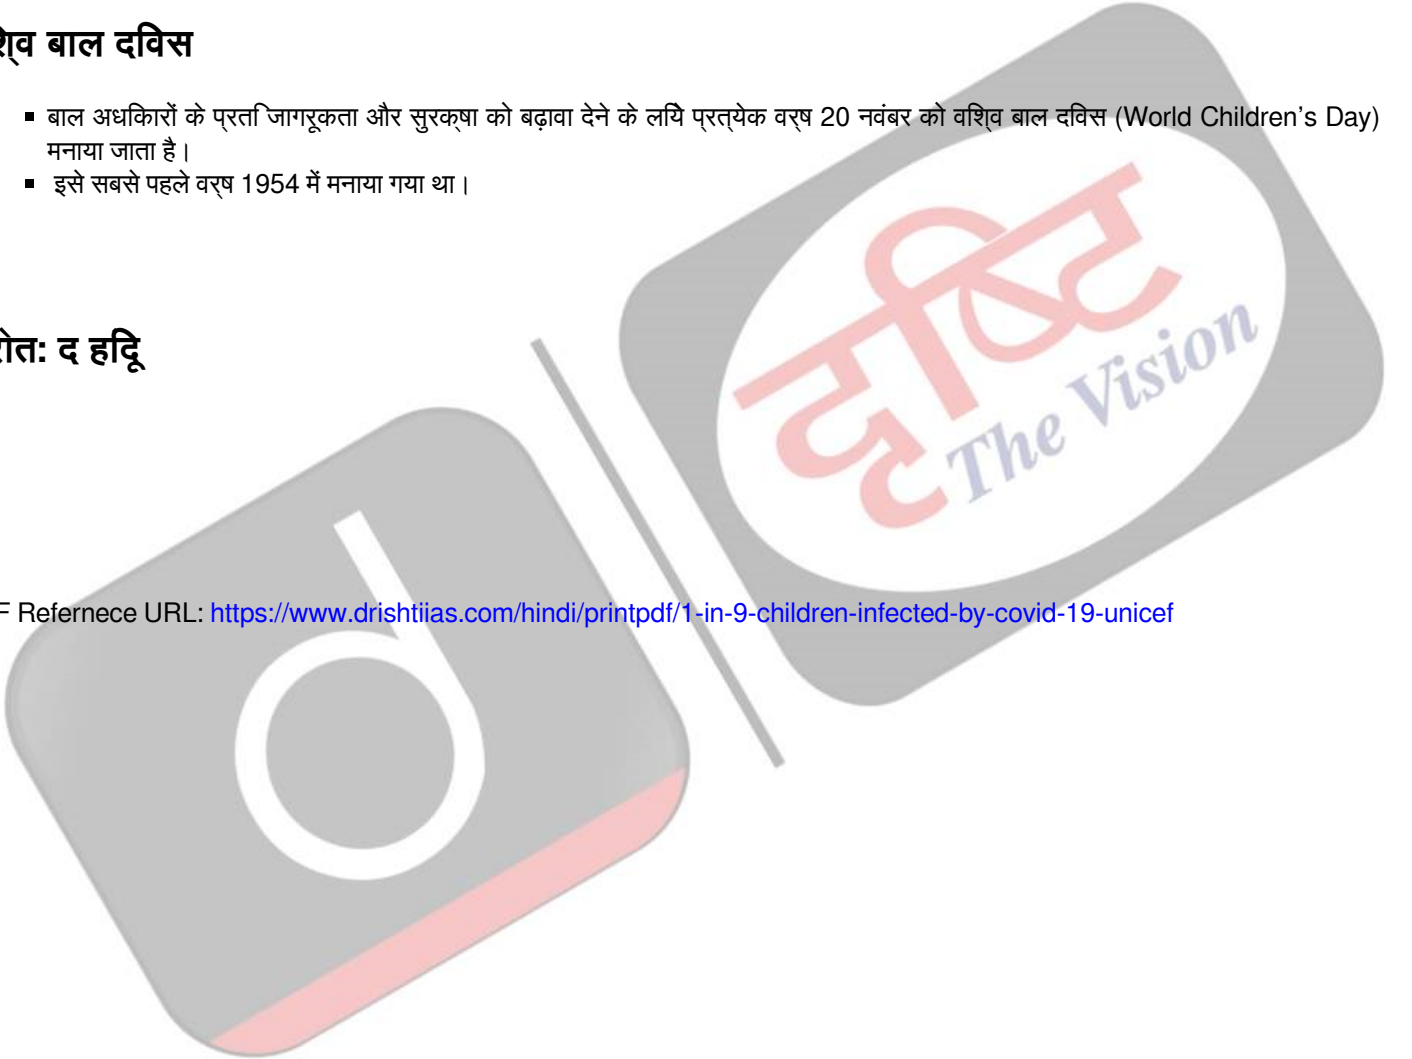 श्वि बाल दविस
▪ बाल अधकिारों के प्रतिजागरूकता और सुरक्षा को बढ़ावा देने के लयिे प्रत्येक वर्ष 20 नवंबर को वश्वि बाल दविस (World Children's Day)
मनाया जाता है।
▪ इसे सबसे पहले वर्ष 1954 में मनाया गया था।
दृष्टि
The Vision
रोत: द हदिू
d
F Refernece URL: https://www.drishtiias.com/hindi/printpdf/1-in-9-children-infected-by-covid-19-unicef